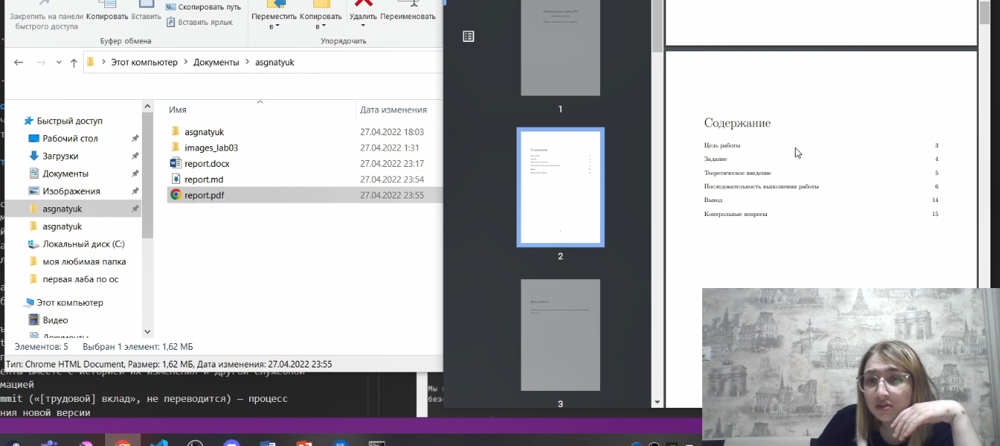 Закрепить на панели
быстрого доступа
Копировать
Вставить
Скопировать путь
Вставить ярлык
Буфер обмена
Переместить
в
Копировать
в
Удалить
Переименовать
Упорядочить
Этот компьютер > Документы > asgnatyuk
Имя
Дата изменения
asgnatyuk 27.04.2022 18:03
images_lab03 27.04.2022 1:31
report.docx 27.04.2022 23:17
report.md 27.04.2022 23:54
report.pdf 27.04.2022 23:55
Быстрый доступ
Рабочий стол
Загрузки
Документы
Изображения
asgnatyuk
asgnatyuk
Локальный диск (C:)
моя любимая папка
первая лаба по ос
Этот компьютер
Видео
Документы
Элементов: 5 Выбран 1 элемент: 1,62 МБ
Тип: Chrome HTML Document, Размер: 1,62 МБ, Дата изменения: 27.04.2022 23:55
мацией
mmit («[трудовой] вклад», не переводится) — процесс
ния новой версии
1
2
3
Содержание
Цель работы 3
Задание 4
Теоретическое введение 5
Последовательность выполнения работы 6
Вывод 14
Контрольные вопросы 15